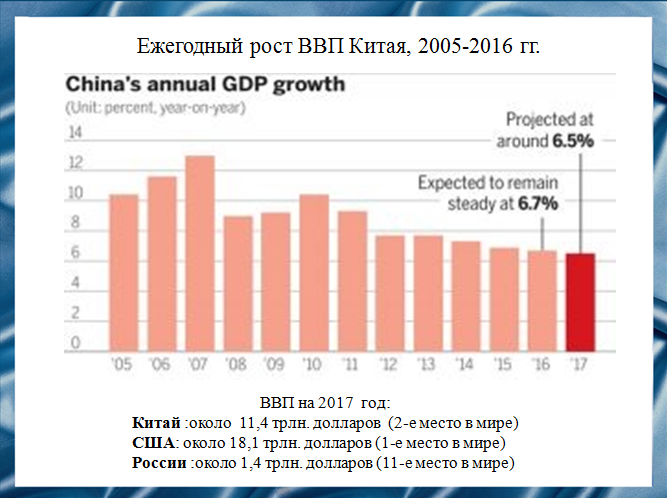 Ежегодный рост ВВП Китая, 2005-2016 гг.
China's annual GDP growth
(Unit: percent, year-on-year)
Projected at
around 6.5%
Expected to remain
steady at 6.7%
14
12
10
8
6
4
2
0
'05 '06 '07 '08 '09 '10 '11 '12 '13 '14 '15 '16 '17
ВВП на 2017 год:
Китай :около 11,4 трлн. долларов (2-е место в мире)
США: около 18,1 трлн. долларов (1-е место в мире)
России :около 1,4 трлн. долларов (11-е место в мире)